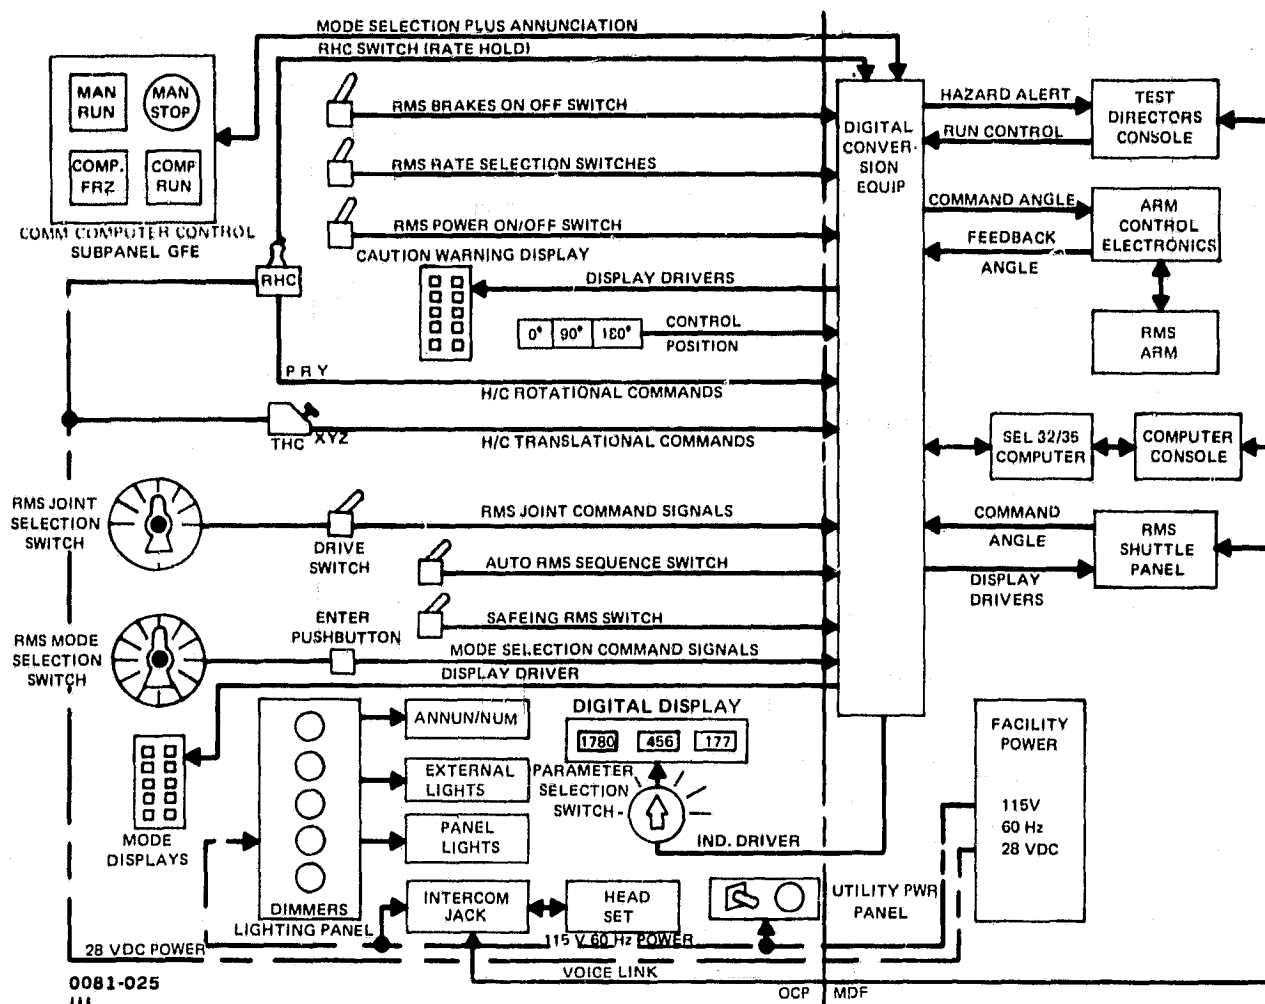 MODE SELECTION PLUS ANNUNCIATION
RHC SWITCH (RATE HOLD)
MAN
RUN
MAN
STOP
COMP.
FRZ
COMP
RUN
COMM COMPUTER CONTROL
SUBPANEL GFE
RMS BRAKES ON OFF SWITCH
RMS RATE SELECTION SWITCHES
RMS POWER ON/OFF SWITCH
CAUTION WARNING DISPLAY
DISPLAY DRIVERS
RHC
0° 90° 180°
CONTROL
POSITION
P R Y
H/C ROTATIONAL COMMANDS
THC
XYZ
H/C TRANSLATIONAL COMMANDS
DIGITAL
CONVER-
SION
EQUIP
HAZARD ALERT
RUN CONTROL
TEST
DIRECTORS
CONSOLE
COMMAND ANGLE
FEEDBACK
ANGLE
ARM
CONTROL
ELECTRONICS
RMS
ARM
SEL 32/35
COMPUTER
COMPUTER
CONSOLE
RMS JOINT
SELECTION
SWITCH
DRIVE
SWITCH
RMS JOINT COMMAND SIGNALS
COMMAND
ANGLE
RMS
SHUTTLE
PANEL
DISPLAY
DRIVERS
AUTO RMS SEQUENCE SWITCH
SAFEING RMS SWITCH
RMS MODE
SELECTION
SWITCH
ENTER
PUSHBUTTON
MODE SELECTION COMMAND SIGNALS
DISPLAY DRIVER
MODE
DISPLAYS
DIMMERS
LIGHTING PANEL
ANNUN/NUM
EXTERNAL
LIGHTS
PANEL
LIGHTS
INTERCOM
JACK
HEAD
SET
DIGITAL DISPLAY
1780 456 177
PARAMETER
SELECTION
SWITCH
IND. DRIVER
UTILITY PWR
PANEL
FACILITY
POWER
115V
60 Hz
28 VDC
28 VDC POWER
115 V 60 Hz POWER
VOICE LINK
OCP
MDF
0081-025